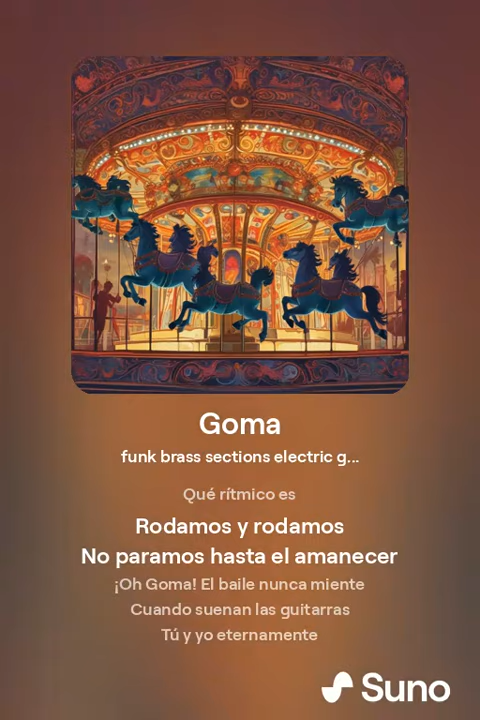 Goma
funk brass sections electric g...
Qué rítmico es
Rodamos y rodamos
No paramos hasta el amanecer
¡Oh Goma! El baile nunca miente
Cuando suenan las guitarras
Tú y yo eternamente
Suno